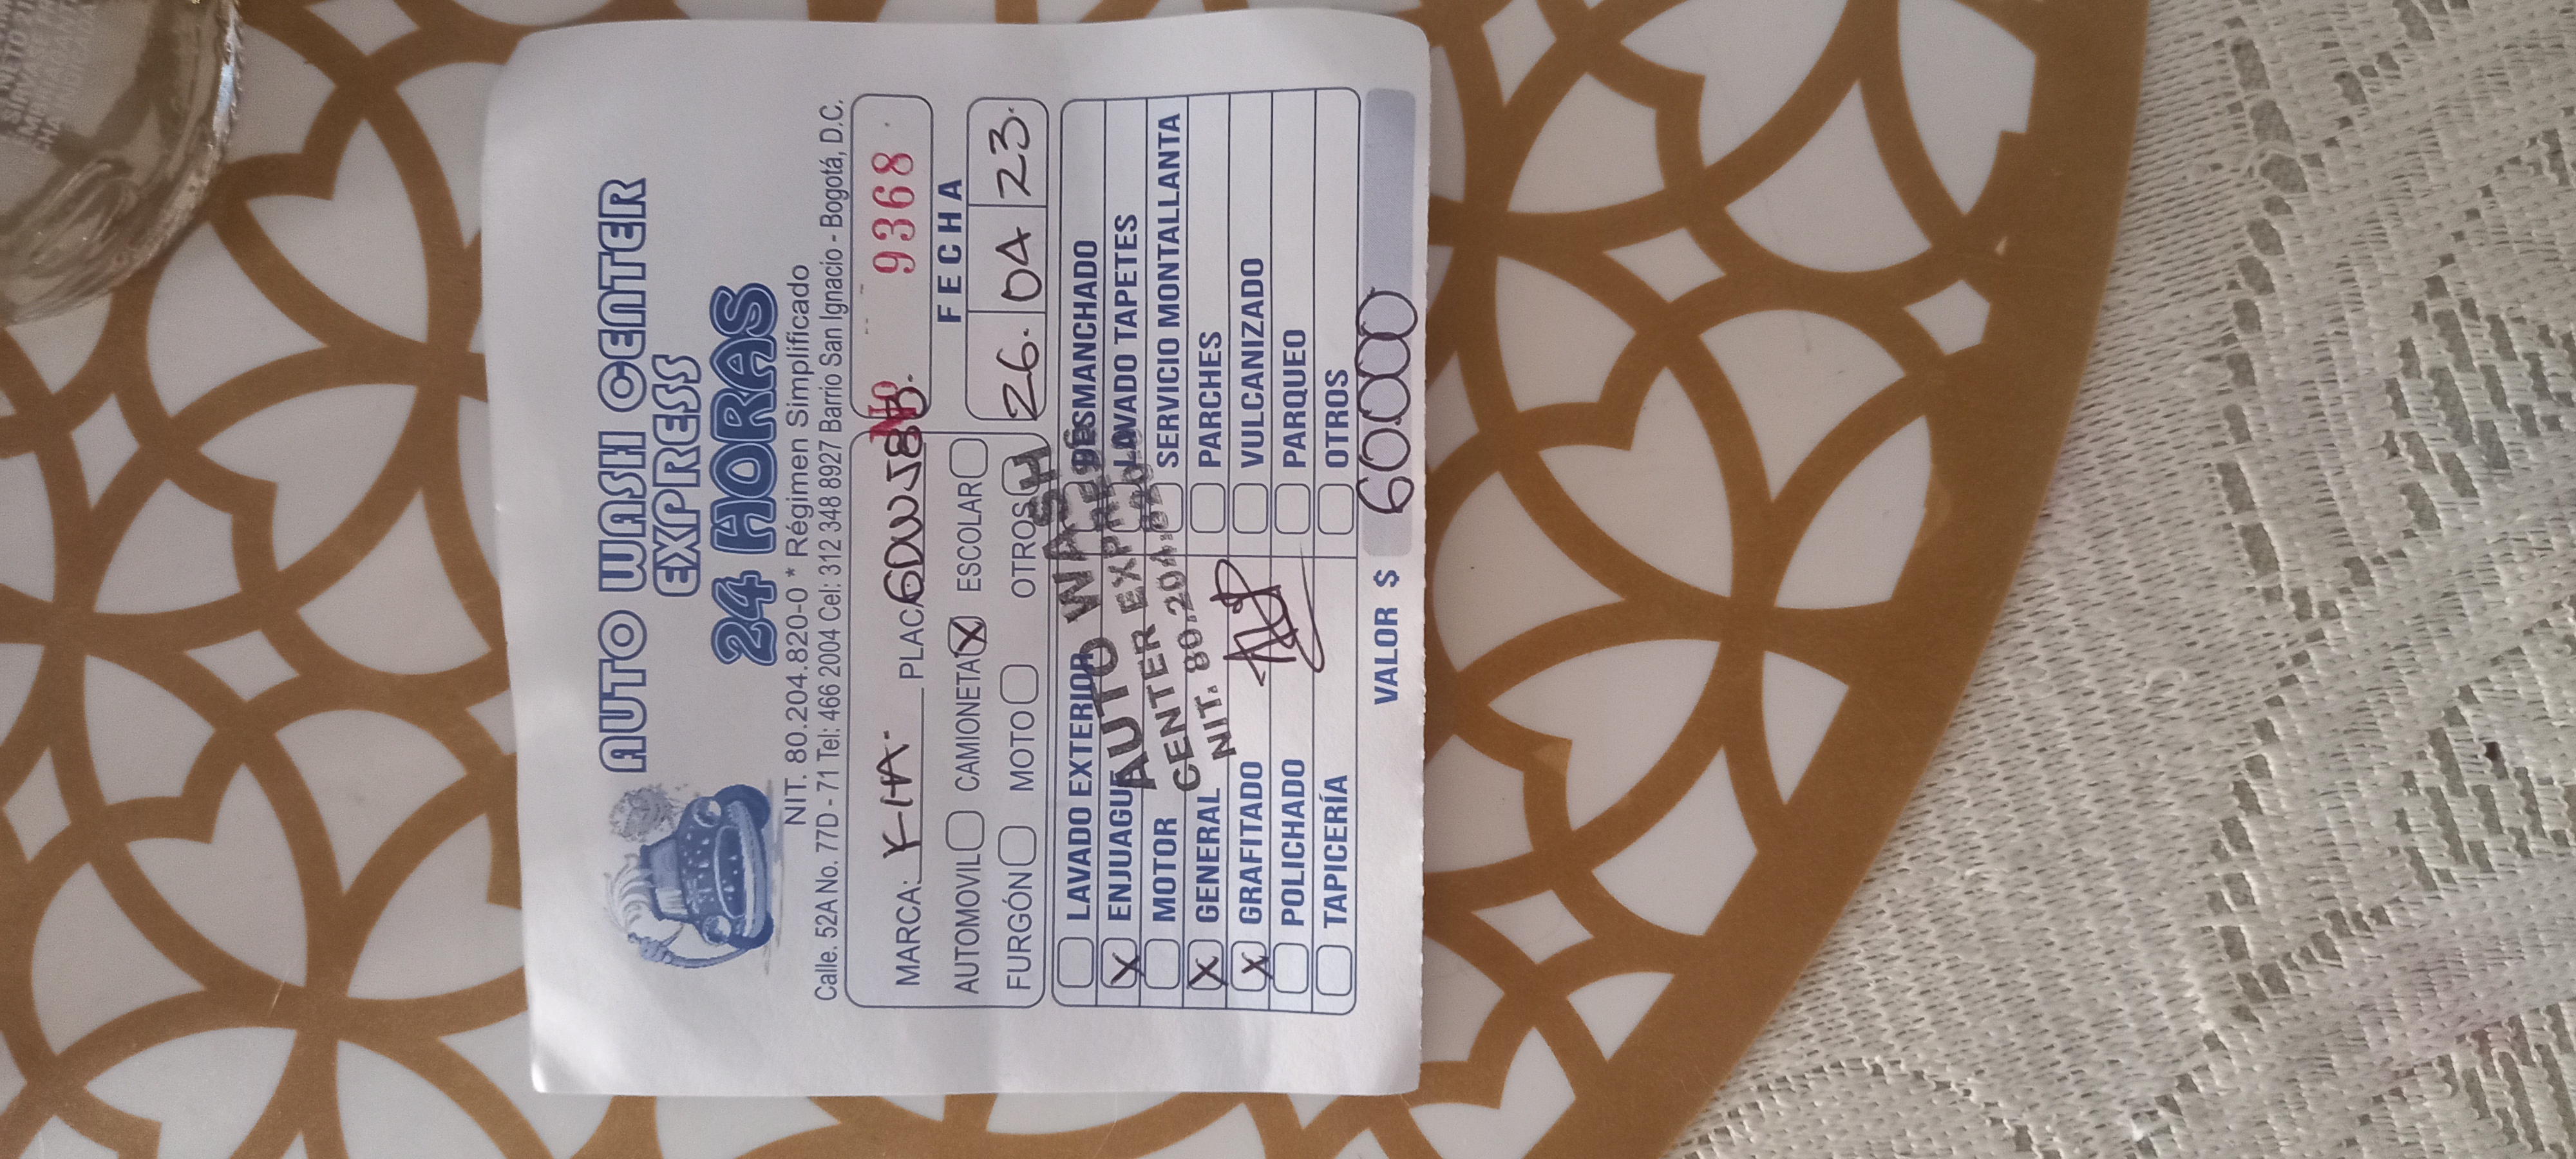 AUTO WASH CENTER
EXPRESS
24 HORAS
NIT. 80.204.820-0 * Régimen Simplificado
Calle. 52A No. 77D - 71 Tel: 466 2004 Cel: 312 348 8927 Barrio San Ignacio - Bogotá, D.C.
MARCA: KIA. PLACA No 9368
AUTOMOVIL CAMIONETA X ESCOLAR
FURGÓN MOTO OTROS
FECHA
26. 04 23.
LAVADO EXTERIOR DESMANCHADO
X ENJUAGUE LAVADO TAPETES
MOTOR SERVICIO MONTALLANTA
X GENERAL PARCHES
X GRAFITADO VULCANIZADO
POLICHADO PARQUEO
TAPICERÍA OTROS
AUTO WASH
CENTER EXPRESS
NIT. 80.204.820-0
VALOR $ 60000